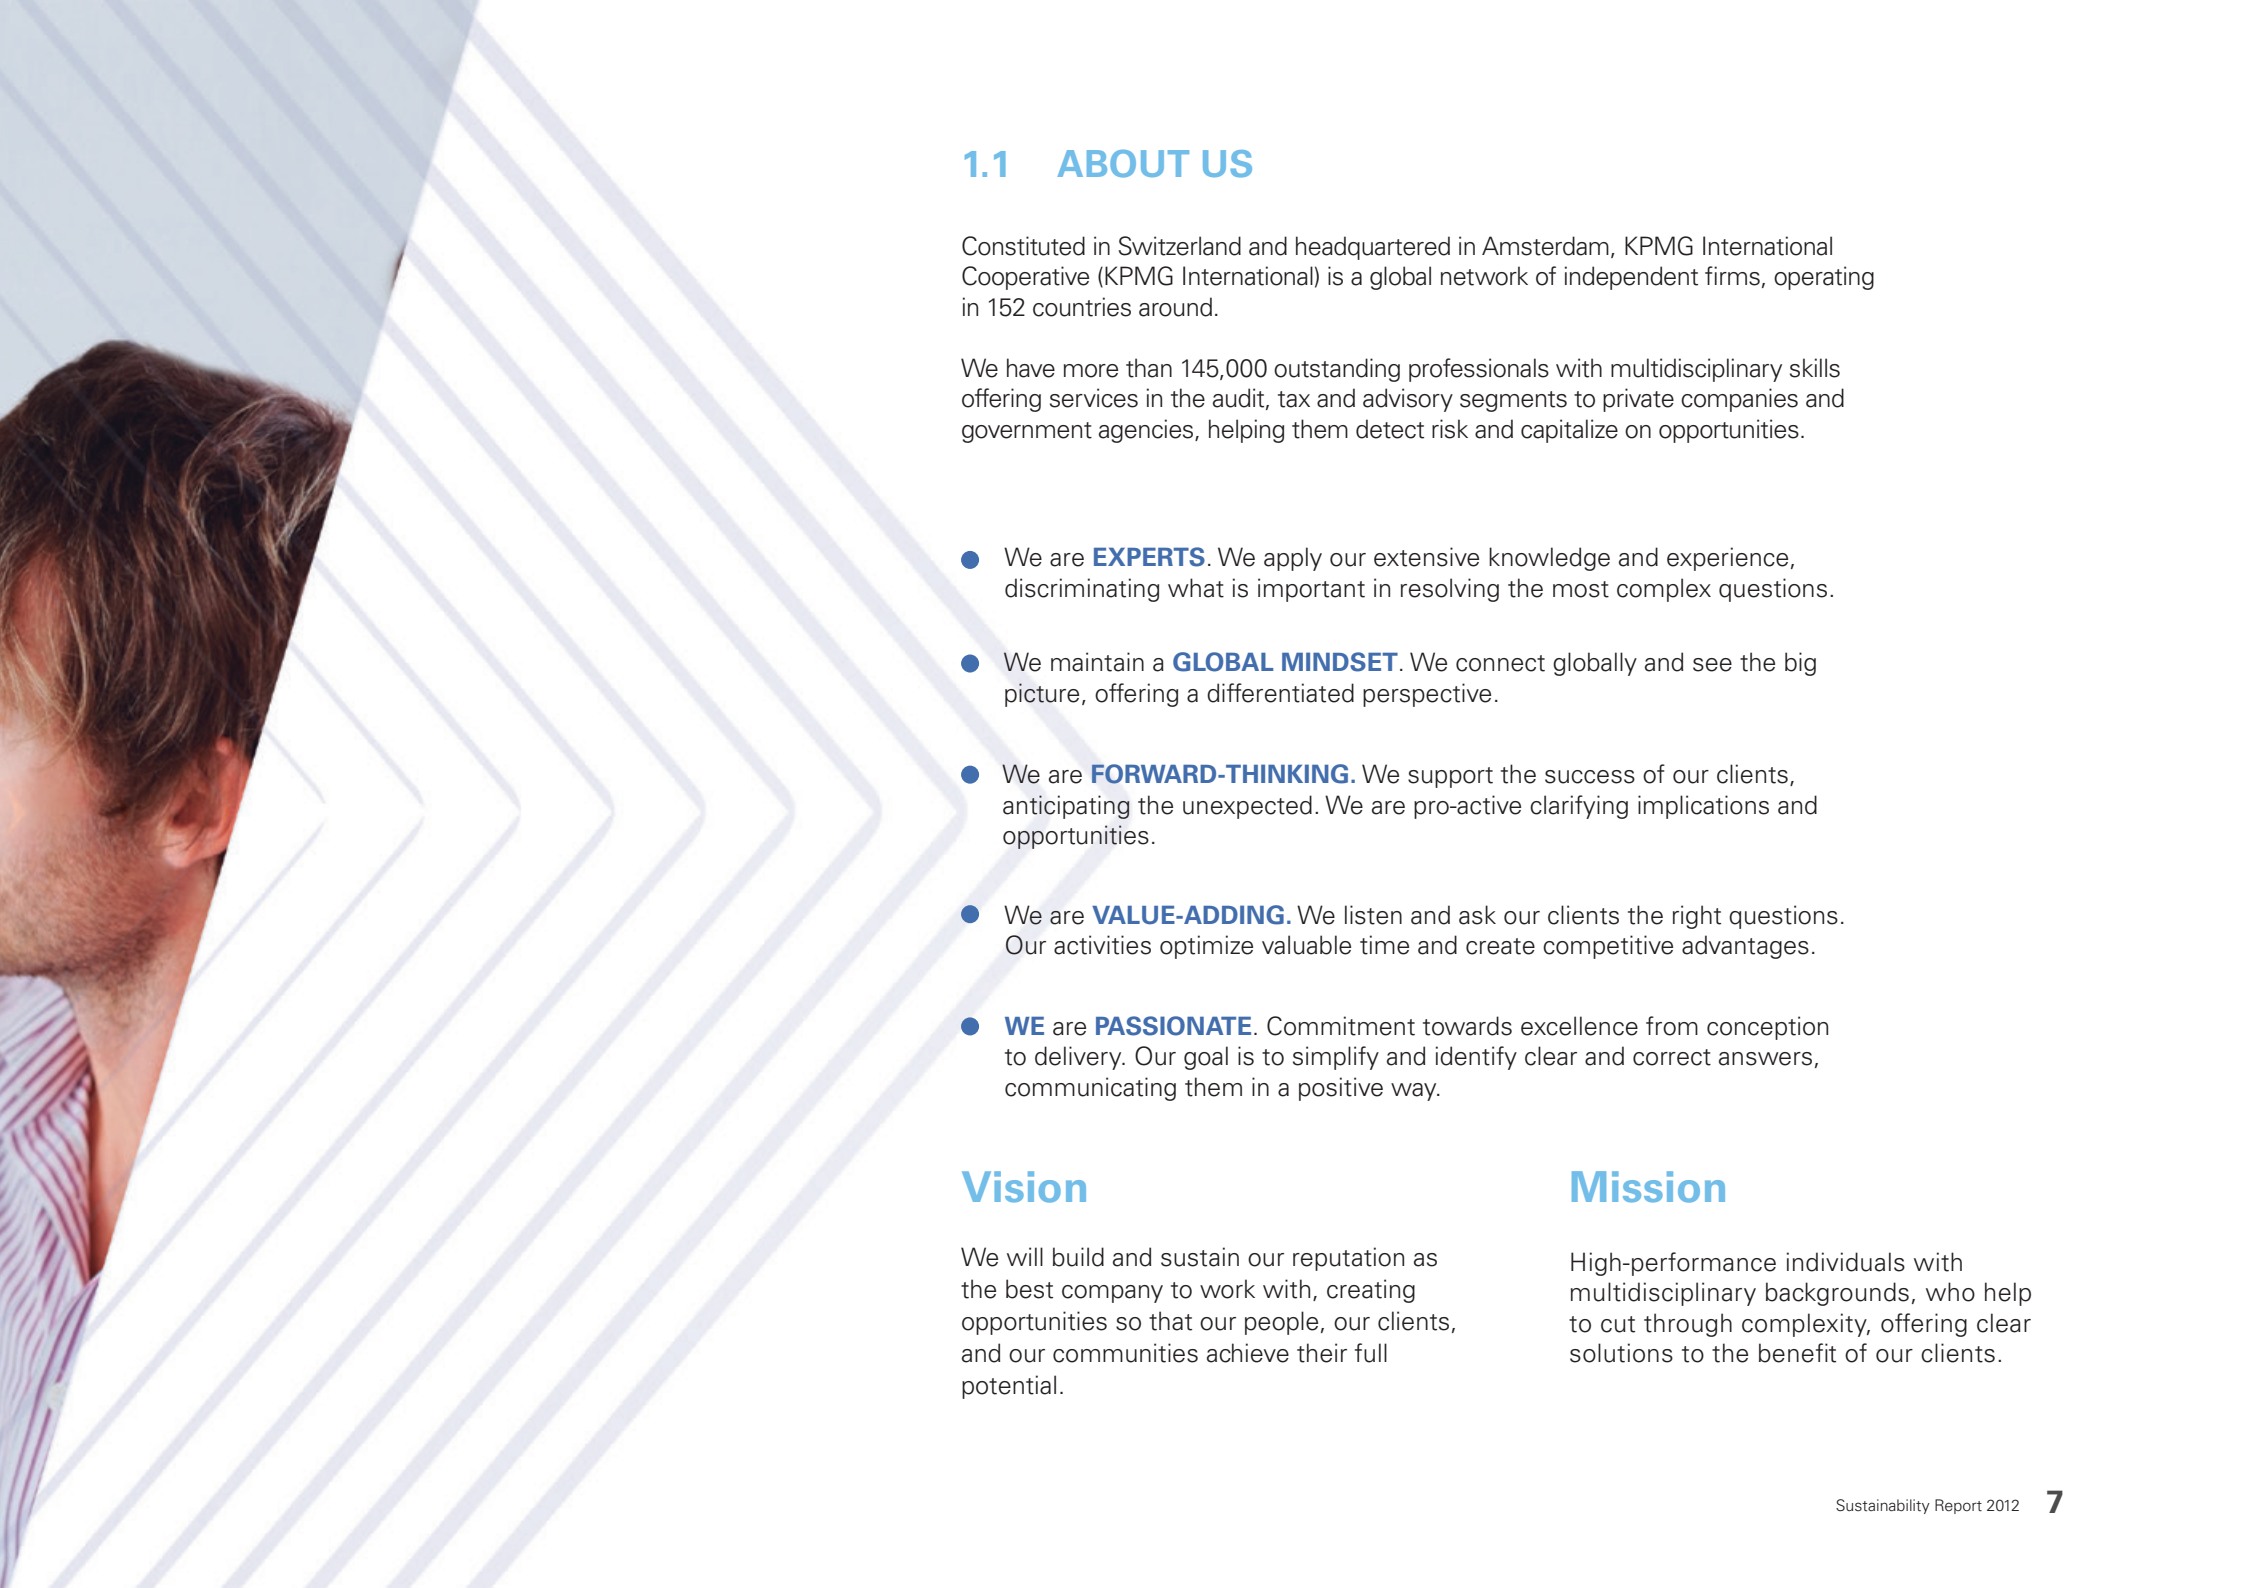 1.1 ABOUT US
Constituted in Switzerland and headquartered in Amsterdam, KPMG International
Cooperative (KPMG International) is a global network of independent firms, operating
in 152 countries around.
We have more than 145,000 outstanding professionals with multidisciplinary skills
offering services in the audit, tax and advisory segments to private companies and
government agencies, helping them detect risk and capitalize on opportunities.
We are EXPERTS. We apply our extensive knowledge and experience,
discriminating what is important in resolving the most complex questions.
We maintain a GLOBAL MINDSET. We connect globally and see the big
picture, offering a differentiated perspective.
We are FORWARD-THINKING. We support the success of our clients,
anticipating the unexpected. We are pro-active clarifying implications and
opportunities.
We are VALUE-ADDING. We listen and ask our clients the right questions.
Our activities optimize valuable time and create competitive advantages.
WE are PASSIONATE. Commitment towards excellence from conception
to delivery. Our goal is to simplify and identify clear and correct answers,
communicating them in a positive way.
Vision
We will build and sustain our reputation as
the best company to work with, creating
opportunities so that our people, our clients,
and our communities achieve their full
potential.
Mission
High-performance individuals with
multidisciplinary backgrounds, who help
to cut through complexity, offering clear
solutions to the benefit of our clients.
Sustainability Report 2012 7